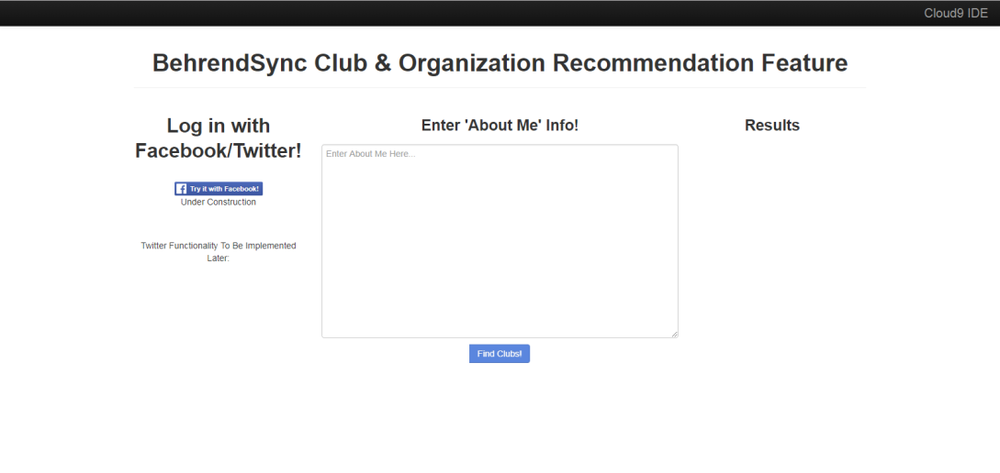 Cloud9 IDE
BehrendSync Club & Organization Recommendation Feature
Log in with
Facebook/Twitter!
f Try it with Facebook!
Under Construction
Twitter Functionality To Be Implemented
Later:
Enter 'About Me' Info!
Enter About Me Here...
Find Clubs!
Results